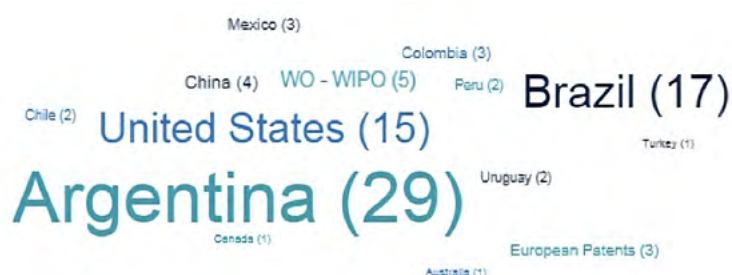 Mexico (3)
Colombia (3)
China (4)
WO - WIPO (5)
Peru (2)
Brazil (17)
Chile (2)
United States (15)
Turkey (1)
Argentina (29)
Uruguay (2)
Canada (1)
European Patents (3)
Australia (1)